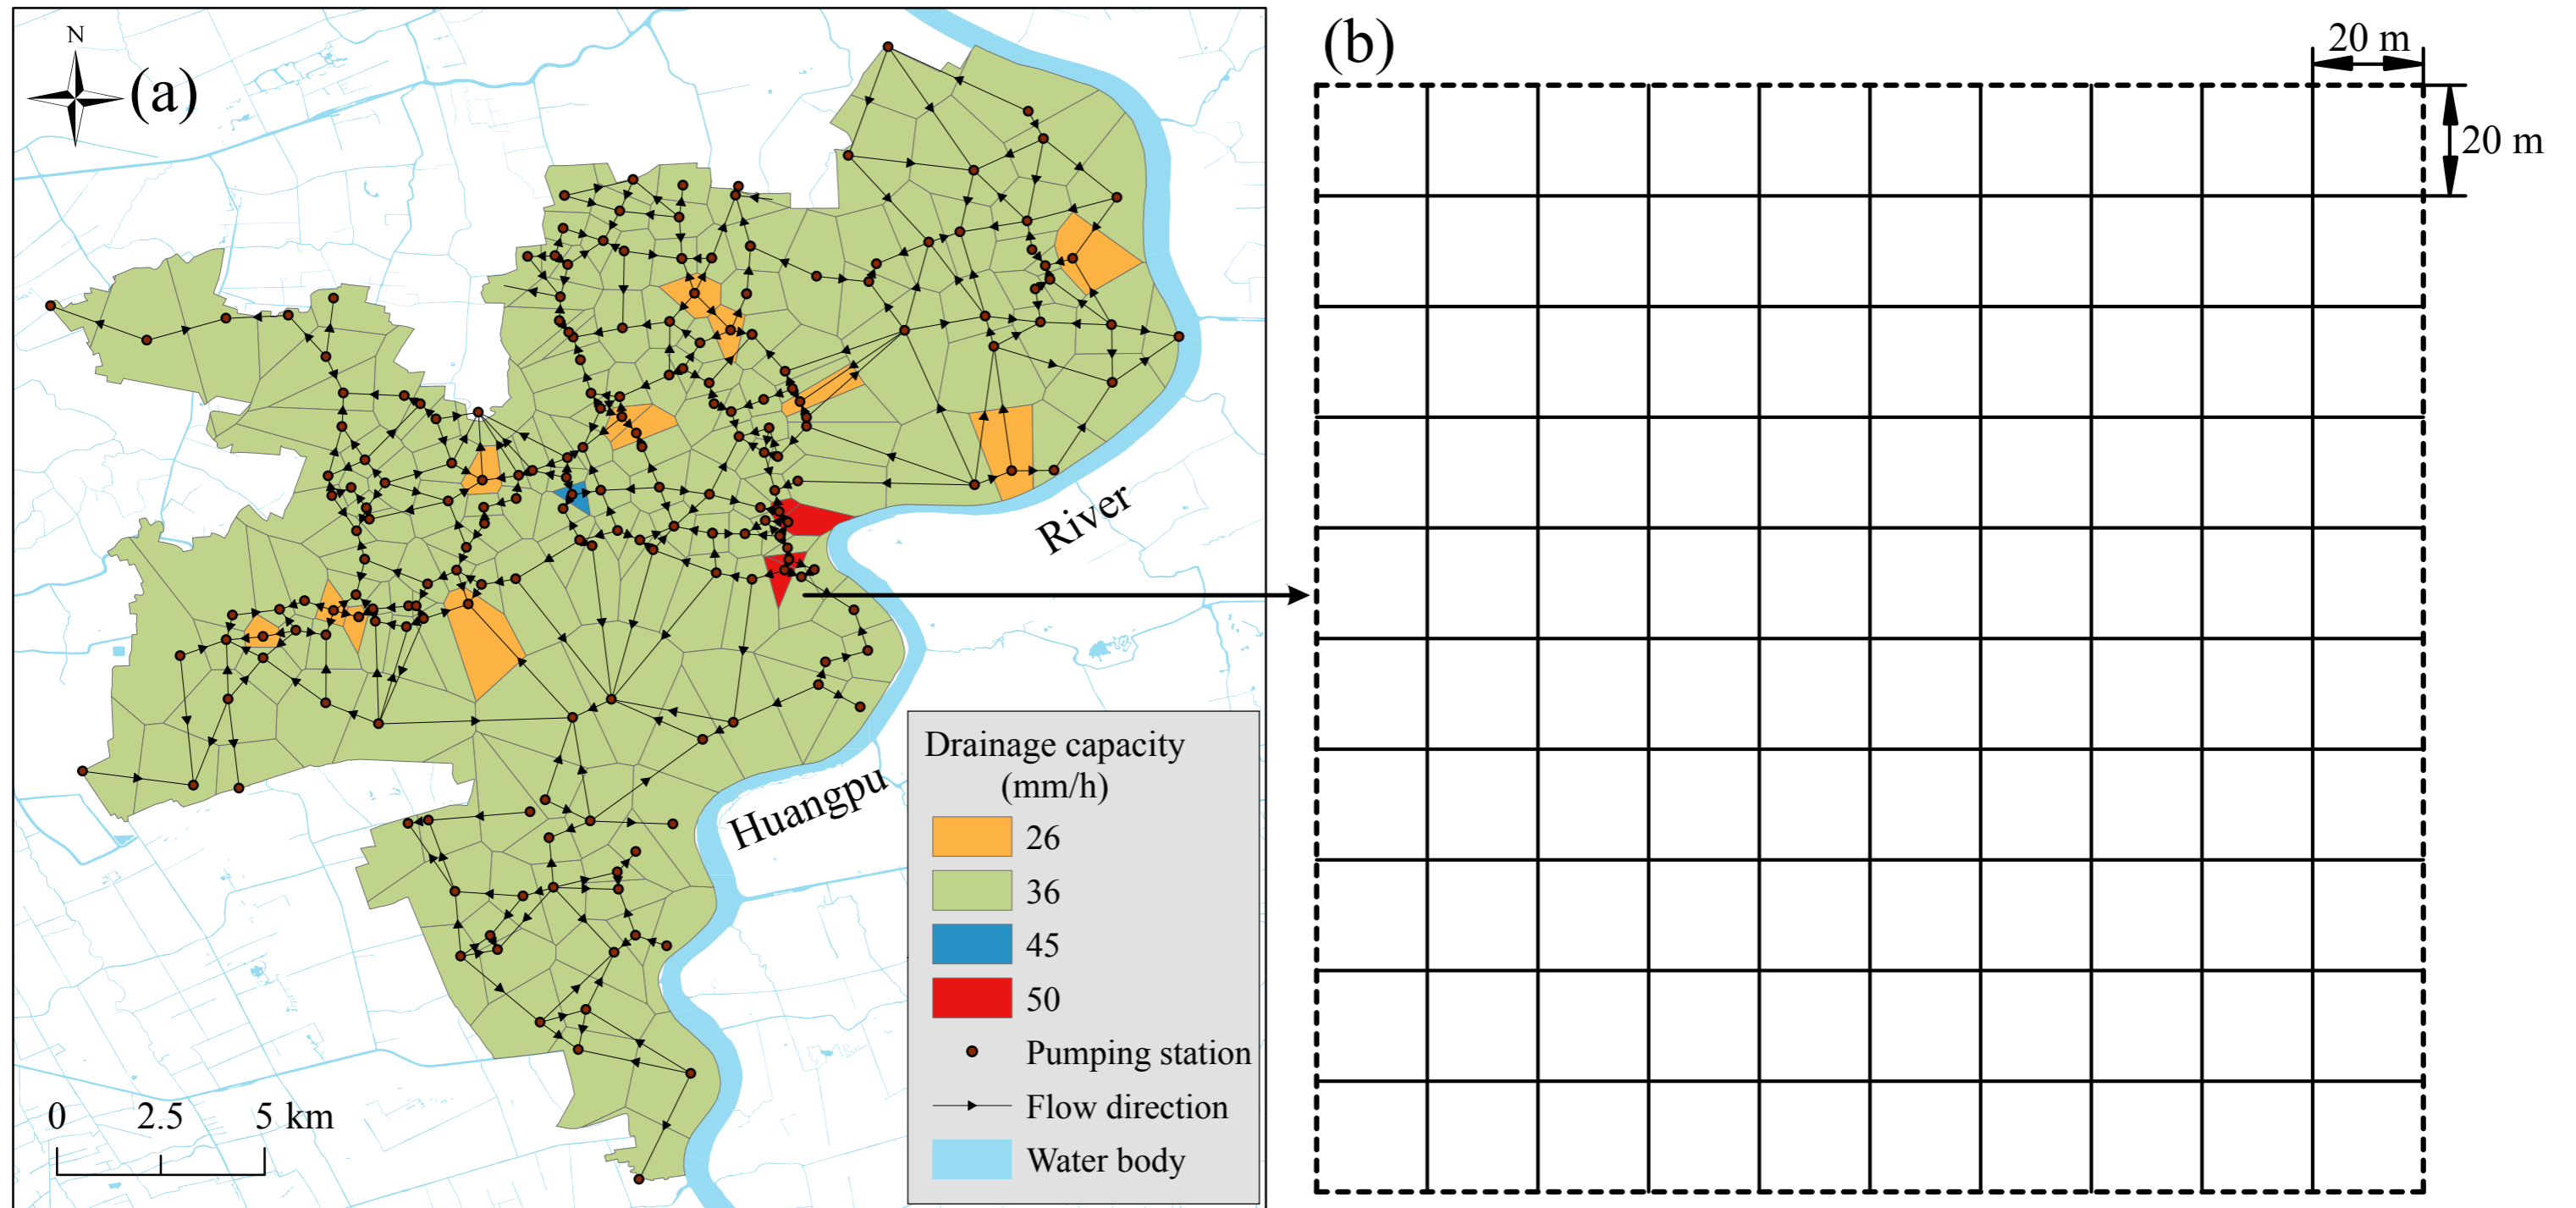 N
(a)
River
Huangpu
Drainage capacity
(mm/h)
26
36
45
50
Pumping station
Flow direction
Water body
0 2.5 5 km
(b)
20 m
20 m